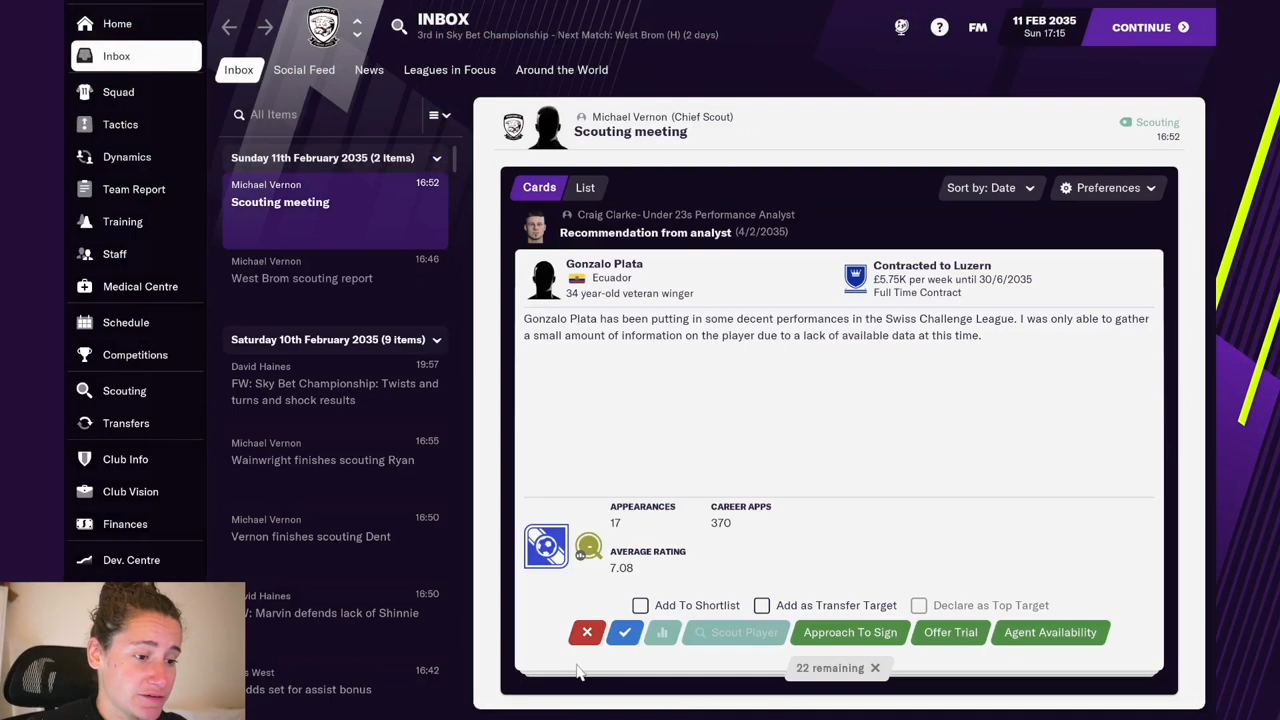 Home
Inbox
Squad
Tactics
Dynamics
Team Report
Training
Staff
Medical Centre
Schedule
Competitions
Scouting
Transfers
Club Info
Club Vision
Finances
Dev. Centre
INBOX
3rd in Sky Bet Championship - Next Match: West Brom (H) (2 days)
FM
11 FEB 2035
Sun 17:15
CONTINUE
Inbox
Social Feed
News
Leagues in Focus
Around the World
All Items
Sunday 11th February 2035 (2 Items)
Michael Vernon 16:52
Scouting meeting
Michael Vernon 16:46
West Brom scouting report
Saturday 10th February 2035 (9 items)
David Haines 19:57
FW: Sky Bet Championship: Twists and
turns and shock results
Michael Vernon 16:55
Wainwright finishes scouting Ryan
Michael Vernon 16:50
Vernon finishes scouting Dent
16:50
Marvin defends lack of Shinnie
West 16:42
set for assist bonus
Michael Vernon (Chief Scout)
Scouting meeting
Scouting
16:52
Cards
List
Sort by: Date
Preferences
Craig Clarke- Under 23s Performance Analyst
Recommendation from analyst (4/2/2035)
Gonzalo Plata
Ecuador
34 year-old veteran winger
Contracted to Luzern
£5.75K per week until 30/6/2035
Full Time Contract
Gonzalo Plata has been putting in some decent performances in the Swiss Challenge League. I was only able to gather
a small amount of information on the player due to a lack of available data at this time.
APPEARANCES
17
CAREER APPS
370
AVERAGE RATING
7.08
Add To Shortlist
Add as Transfer Target
Declare as Top Target
Scout Player
Approach To Sign
Offer Trial
Agent Availability
22 remaining